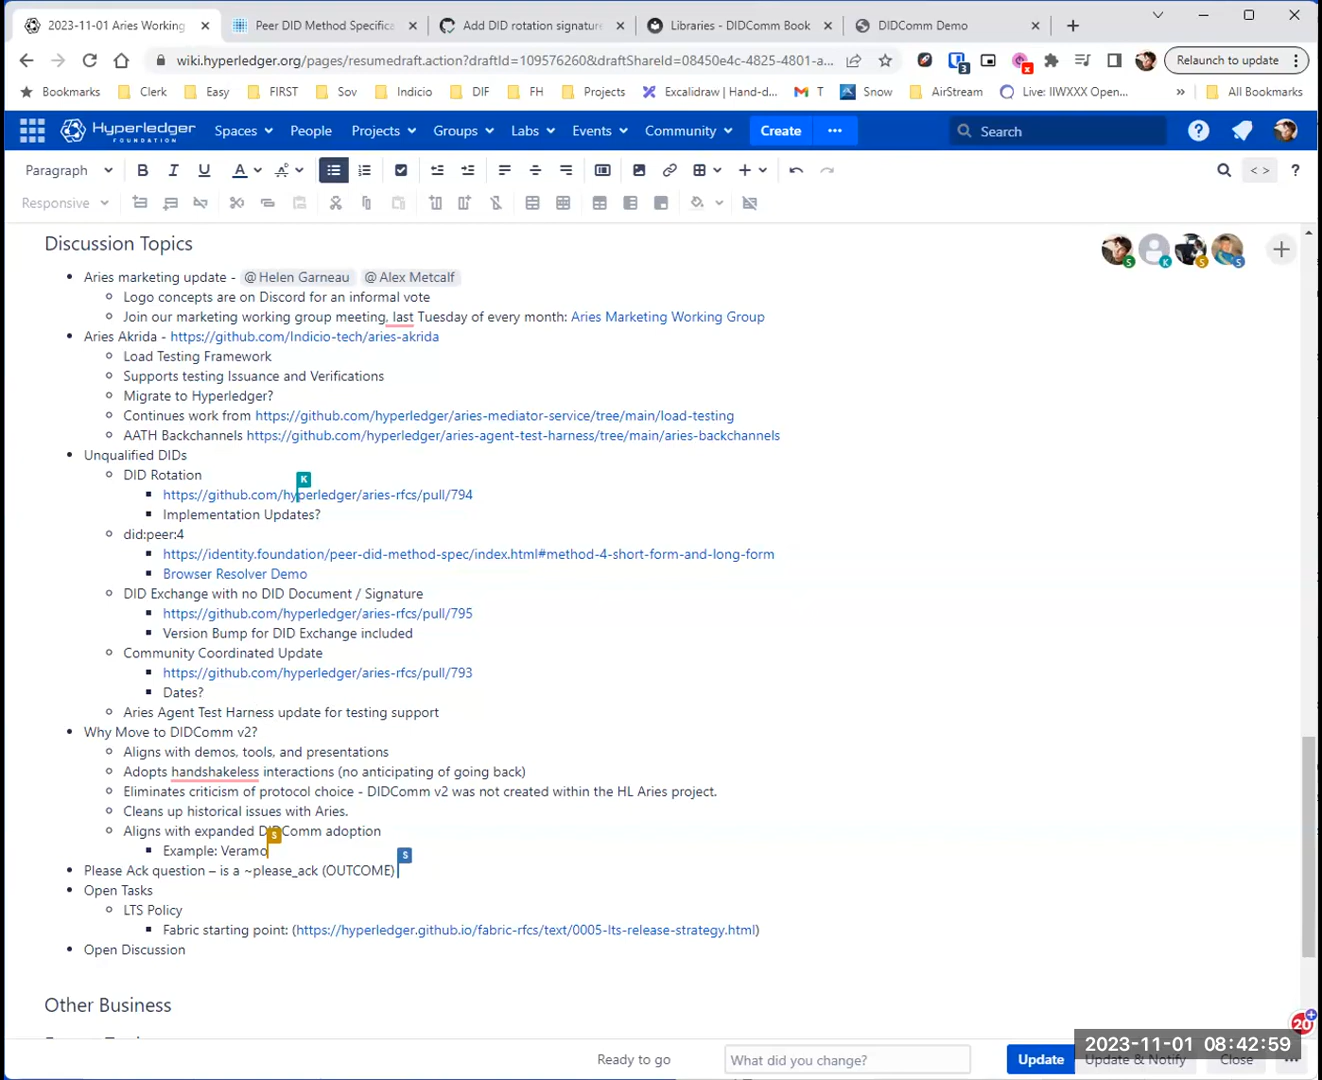 2023-11-01 Aries Working
Peer DID Method Specifica
Add DID rotation signature
Libraries - DIDComm Book
DIDComm Demo
wiki.hyperledger.org/pages/resumedraft.action?draftId=109576260&draftShareId=08450e4c-4825-4801-a...
3
Relaunch to update
Bookmarks Clerk Easy FIRST Sov Indicio DIF FH Projects Excalidraw | Hand-d... T Snow AirStream Live: IIWXXX Open... » All Bookmarks
HYPERLEDGER FOUNDATION Spaces People Projects Groups Labs Events Community Create ••• Search
Paragraph B I U A < > ?
Responsive
Discussion Topics
S K S S
Aries marketing update - @Helen Garneau @Alex Metcalf
Logo concepts are on Discord for an informal vote
Join our marketing working group meeting, last Tuesday of every month: Aries Marketing Working Group
Aries Akrida - https://github.com/Indicio-tech/aries-akrida
Load Testing Framework
Supports testing Issuance and Verifications
Migrate to Hyperledger?
Continues work from https://github.com/hyperledger/aries-mediator-service/tree/main/load-testing
AATH Backchannels https://github.com/hyperledger/aries-agent-test-harness/tree/main/aries-backchannels
Unqualified DIDs
DID Rotation
K
https://github.com/hyperledger/aries-rfcs/pull/794
Implementation Updates?
did:peer:4
https://identity.foundation/peer-did-method-spec/index.html#method-4-short-form-and-long-form
Browser Resolver Demo
DID Exchange with no DID Document / Signature
https://github.com/hyperledger/aries-rfcs/pull/795
Version Bump for DID Exchange included
Community Coordinated Update
https://github.com/hyperledger/aries-rfcs/pull/793
Dates?
Aries Agent Test Harness update for testing support
Why Move to DIDComm v2?
Aligns with demos, tools, and presentations
Adopts handshakeless interactions (no anticipating of going back)
Eliminates criticism of protocol choice - DIDComm v2 was not created within the HL Aries project.
Cleans up historical issues with Aries.
Aligns with expanded DIDComm adoption
S
Example: Veramo
S
Please Ack question – is a ~please_ack (OUTCOME)
Open Tasks
LTS Policy
Fabric starting point: (https://hyperledger.github.io/fabric-rfcs/text/0005-lts-release-strategy.html)
Open Discussion
Other Business
20
2023-11-01 08:42:59
Ready to go What did you change? Update Update & Notify Close •••